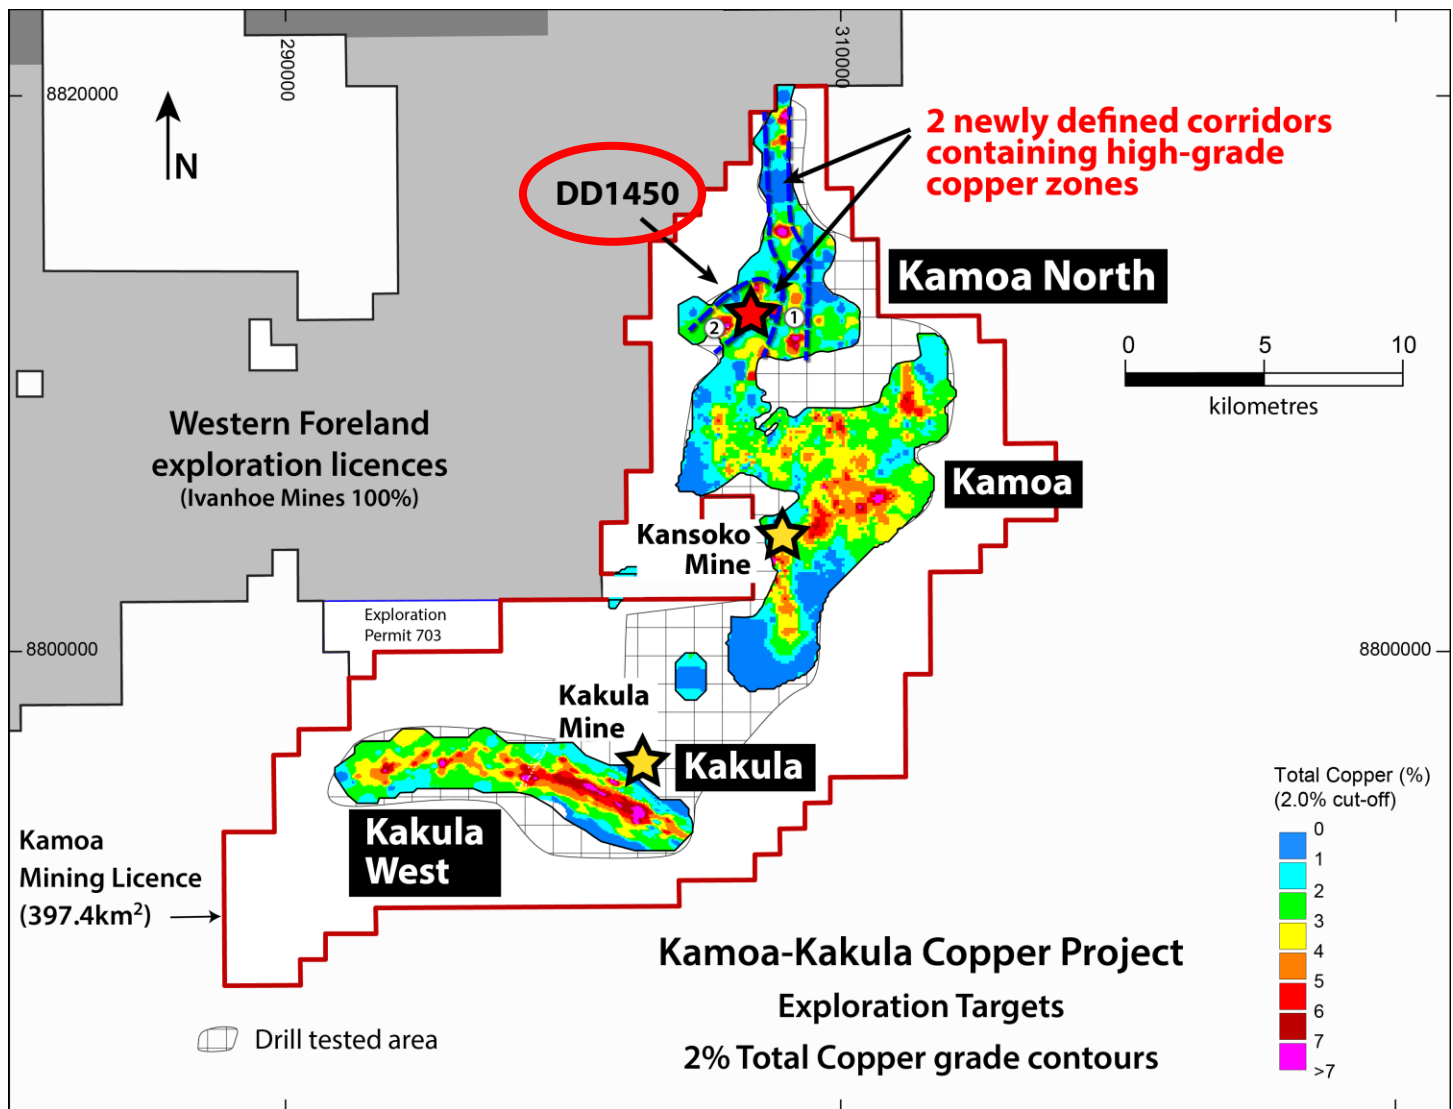 290000
310000
8820000
N
2 newly defined corridors
containing high-grade
copper zones
DD1450
Kamoa North
2
1
0 5 10
kilometres
Western Foreland
exploration licences
(Ivanhoe Mines 100%)
Kamoa
Kansoko
Mine
Exploration
Permit 703
8800000
8800000
Kakula
Mine
Kakula
Total Copper (%)
(2.0% cut-off)
0
1
2
3
4
5
6
7
>7
Kakula
West
Kamoa
Mining Licence
(397.4km²)
Kamoa-Kakula Copper Project
Exploration Targets
2% Total Copper grade contours
Drill tested area